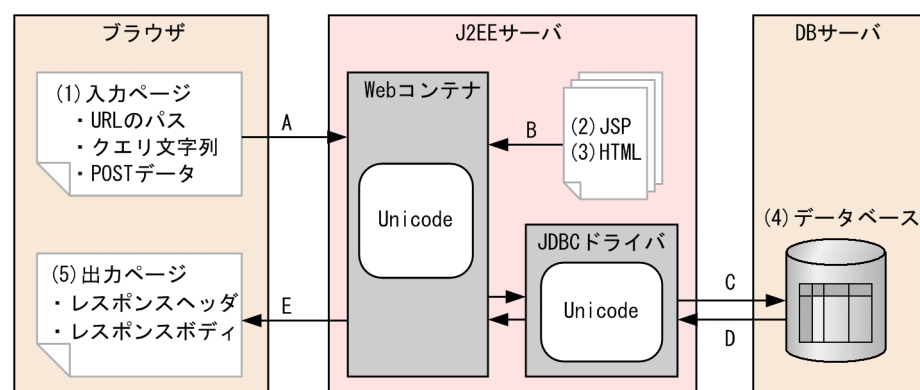 ブラウザ
(1)入力ページ
・URLのパス
・クエリ文字列
・POSTデータ
(5)出力ページ
・レスポンスヘッダ
・レスポンスボディ
A
E
J2EEサーバ
Webコンテナ
Unicode
B
(2)JSP
(3)HTML
JDBCドライバ
Unicode
C
D
DBサーバ
(4)データベース